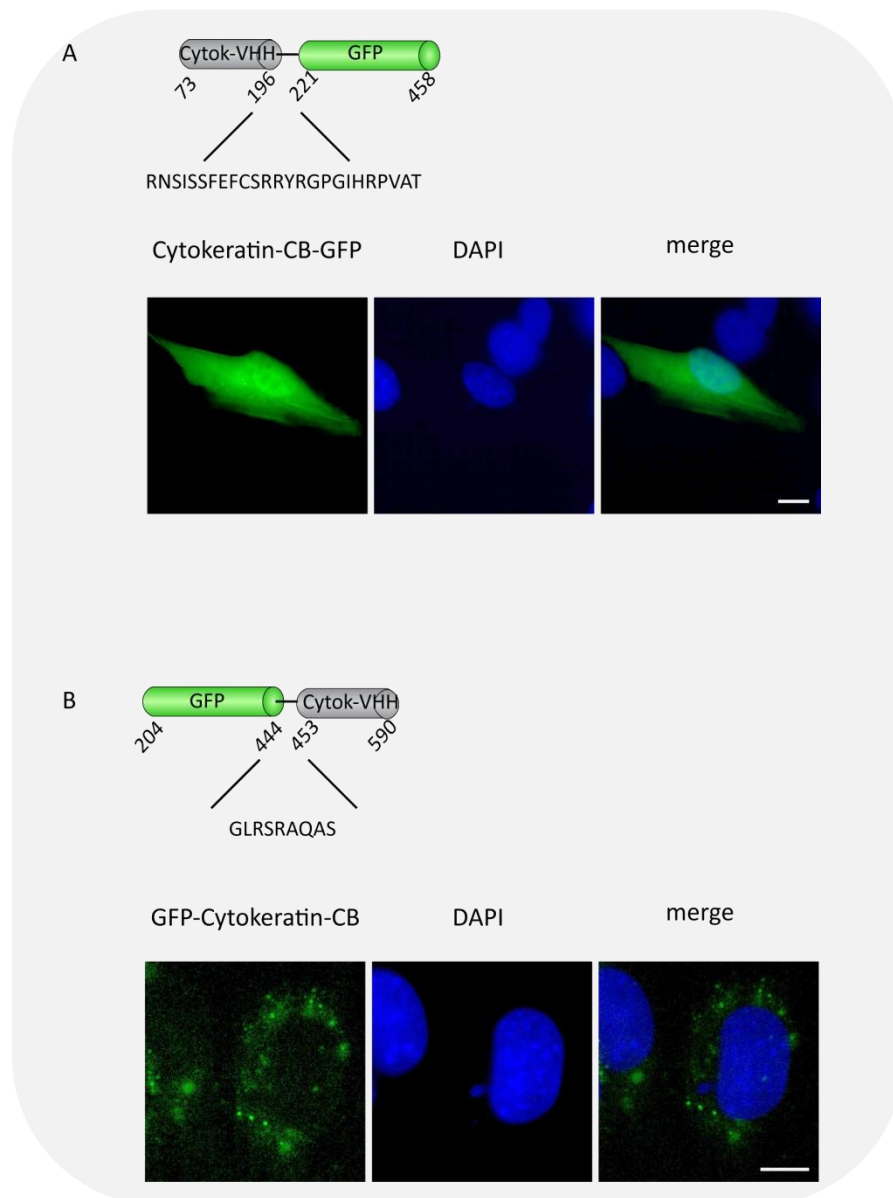 A
Cytok-VHH GFP
73 196 221 458
RNSISSFEFCSRRYRGPGIHRPVAT
Cytokeratin-CB-GFP DAPI merge
B
GFP Cytok-VHH
204 444 453 590
GLRSRAQAS
GFP-Cytokeratin-CB DAPI merge